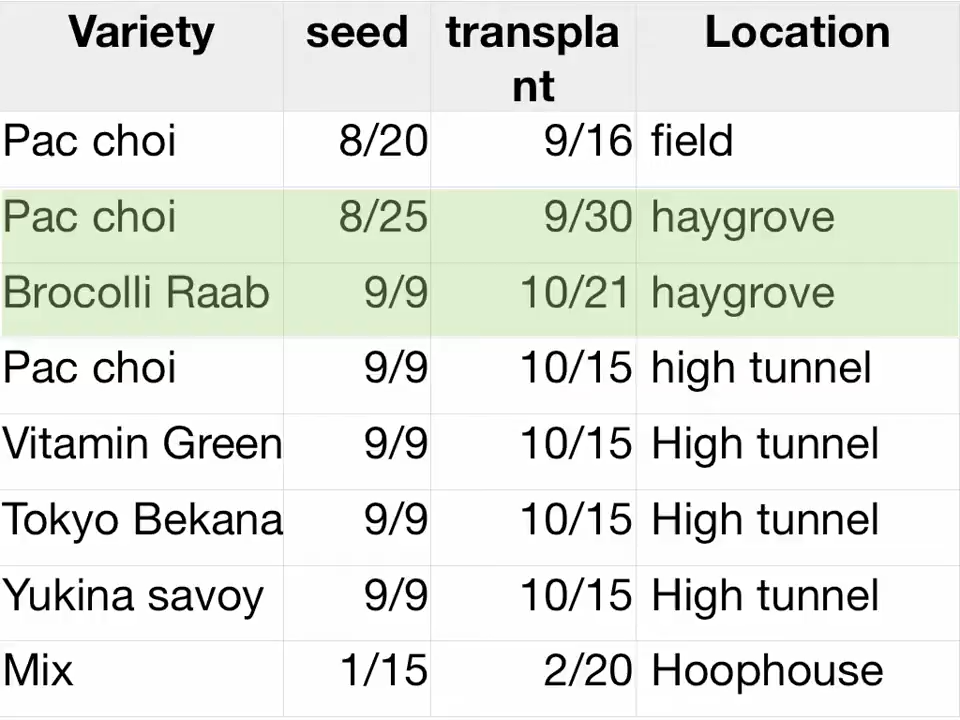 Variety seed transpla Location
nt
Pac choi 8/20 9/16 field
Pac choi 8/25 9/30 haygrove
Brocolli Raab 9/9 10/21 haygrove
Pac choi 9/9 10/15 high tunnel
Vitamin Green 9/9 10/15 High tunnel
Tokyo Bekana 9/9 10/15 High tunnel
Yukina savoy 9/9 10/15 High tunnel
Mix 1/15 2/20 Hoophouse